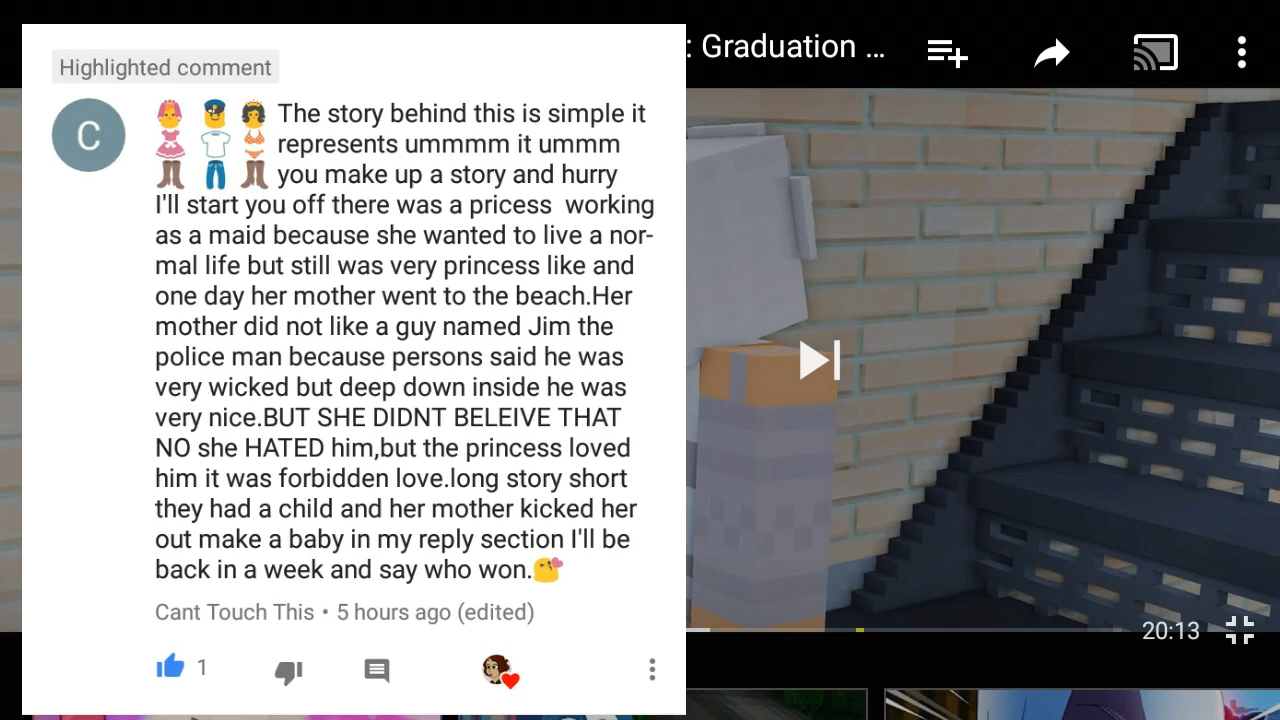 : Graduation ...
Highlighted comment
C
The story behind this is simple it
represents ummmm it ummm
you make up a story and hurry
I'll start you off there was a pricess  working
as a maid because she wanted to live a nor-
mal life but still was very princess like and
one day her mother went to the beach.Her
mother did not like a guy named Jim the
police man because persons said he was
very wicked but deep down inside he was
very nice.BUT SHE DIDNT BELEIVE THAT
NO she HATED him,but the princess loved
him it was forbidden love.long story short
they had a child and her mother kicked her
out make a baby in my reply section I'll be
back in a week and say who won.😘
Cant Touch This • 5 hours ago (edited)
1
20:13